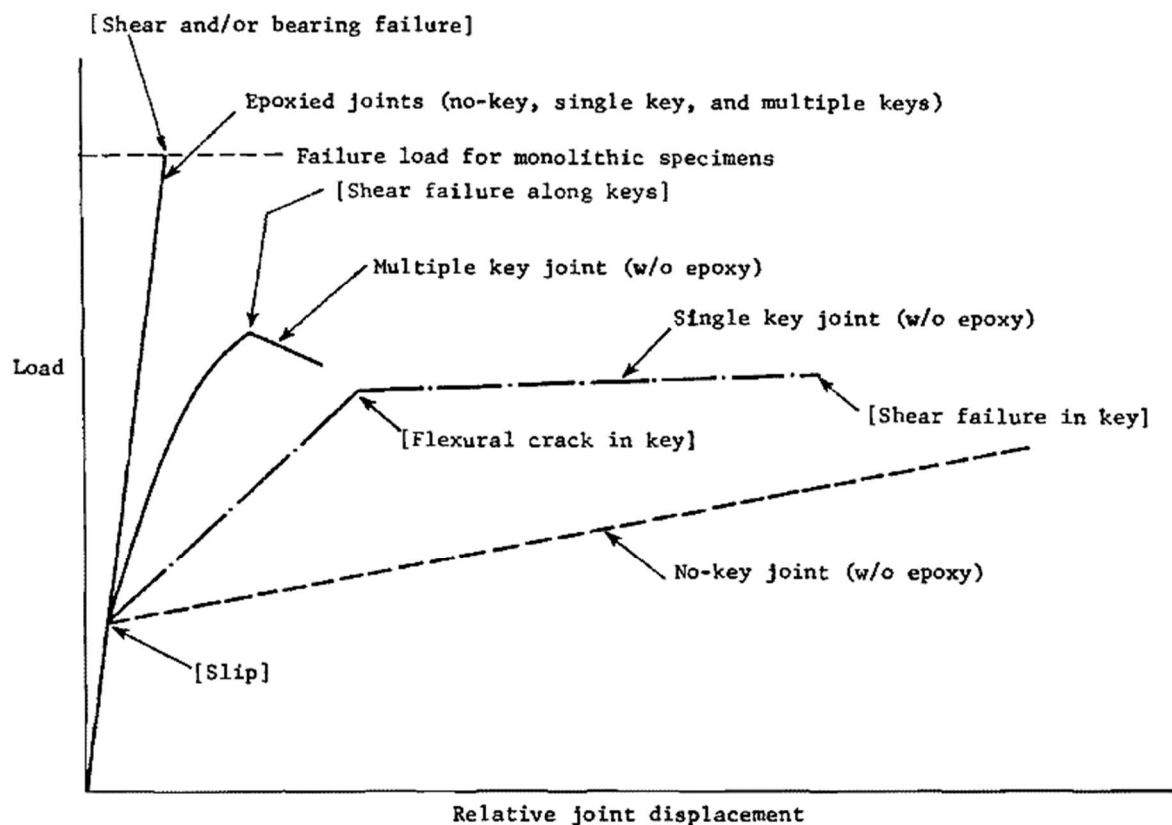 [Shear and/or bearing failure]
Epoxied joints (no-key, single key, and multiple keys)
Failure load for monolithic specimens
[Shear failure along keys]
Multiple key joint (w/o epoxy)
Single key joint (w/o epoxy)
Load
[Shear failure in key]
[Flexural crack in key]
No-key joint (w/o epoxy)
[Slip]
Relative joint displacement